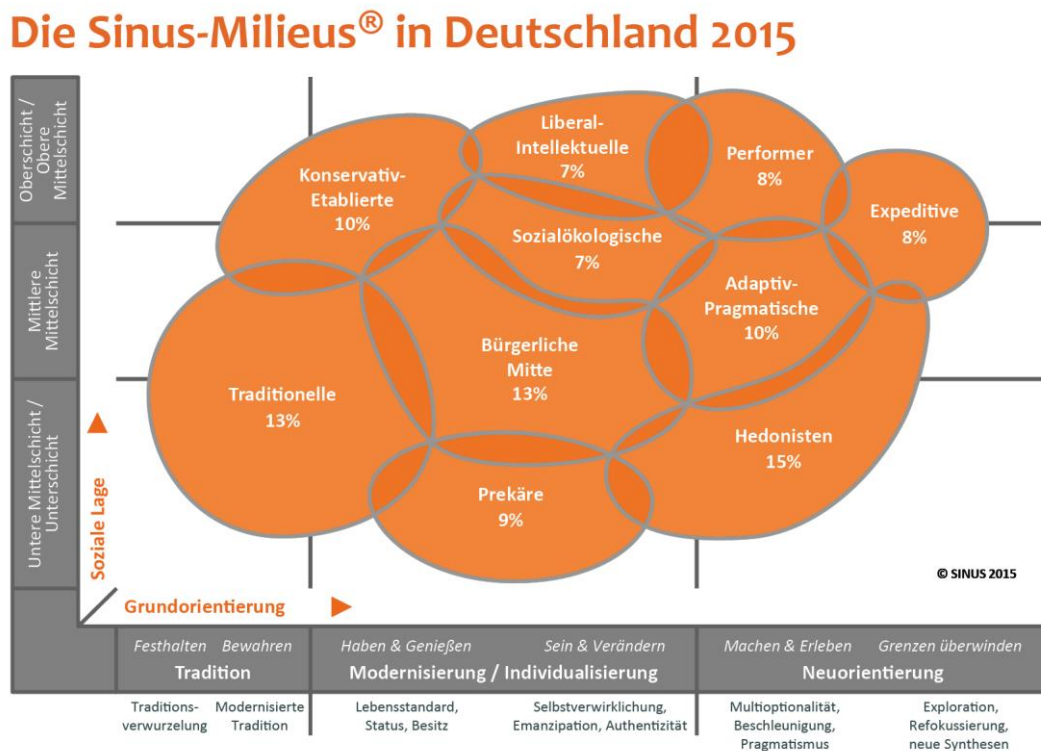 Die Sinus-Milieus® in Deutschland 2015
Oberschicht /
Obere
Mittelschicht
Mittlere
Mittelschicht
Untere Mittelschicht /
Unterschicht
Soziale Lage
Konservativ-
Etablierte
10%
Liberal-
Intellektuelle
7%
Performer
8%
Expeditive
8%
Sozialökologische
7%
Adaptiv-
Pragmatische
10%
Traditionelle
13%
Bürgerliche
Mitte
13%
Hedonisten
15%
Prekäre
9%
© SINUS 2015
Grundorientierung
Festhalten Bewahren
Tradition
Haben & Genießen Sein & Verändern
Modernisierung / Individualisierung
Machen & Erleben Grenzen überwinden
Neuorientierung
Traditions-
verwurzelung
Modernisierte
Tradition
Lebensstandard,
Status, Besitz
Selbstverwirklichung,
Emanzipation, Authentizität
Multioptionalität,
Beschleunigung,
Pragmatismus
Exploration,
Refokussierung,
neue Synthesen